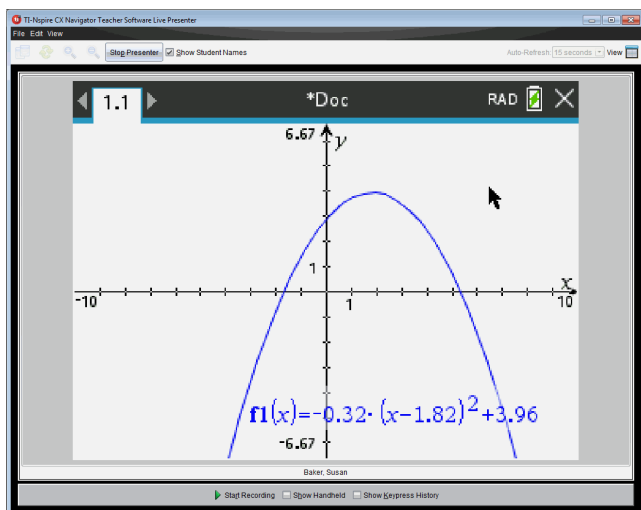 TI-Nspire CX Navigator Teacher Software Live Presenter
File Edit View
Stop Presenter Show Student Names Auto-Refresh: 15 seconds View
1.1 *Doc RAD
6.67 y
1
x
-10 1 10
f1(x)=-0.32·(x-1.82)²+3.96
-6.67
Baker, Susan
Start Recording Show Handheld Show Keypress History